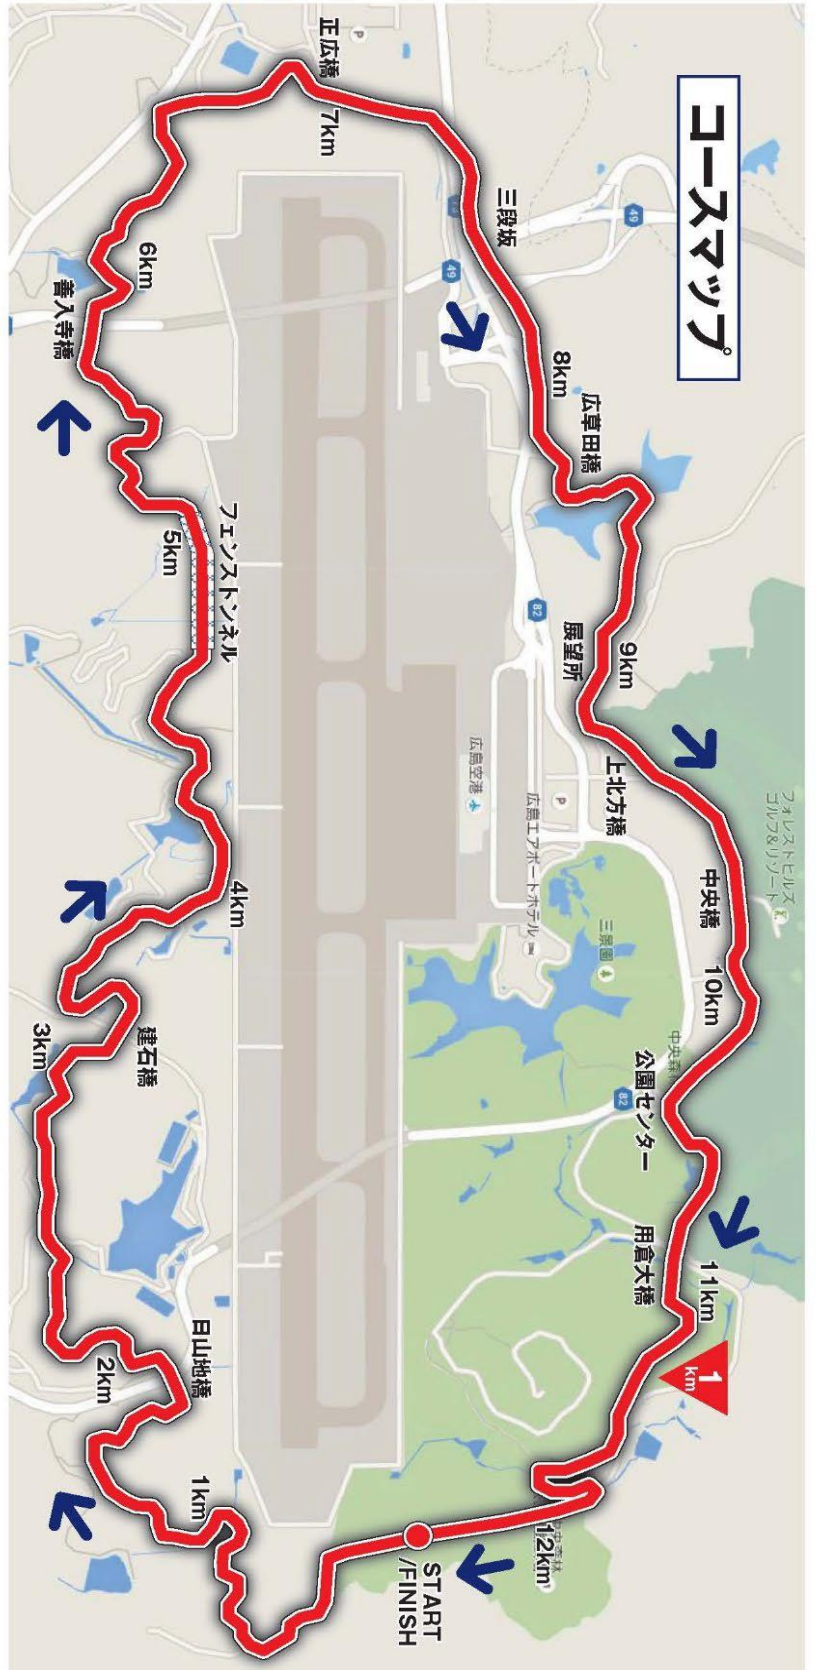 コースマップ
START
/FINISH
1km
日山地橋
2km
建石橋
3km
4km
フェンストンネル
5km
善入寺橋
6km
正広橋
7km
三段坂
8km
広草田橋
9km
展望所
上北方橋
中央橋
10km
公園センター
11km
用倉大橋
1
km
12km
49
49
82
82
P
P
広島空港
広島エアポートホテル
三景園
フォレストヒルズ
ゴルフ&リゾート